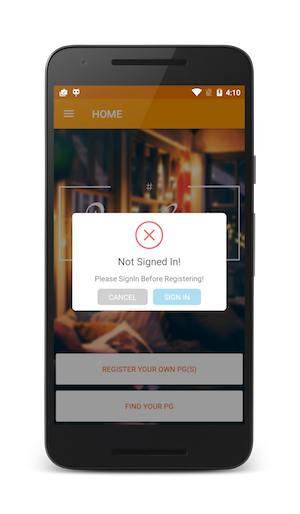 4:10
HOME
#
Not Signed In!
Please SignIn Before Registering!
CANCEL SIGN IN
REGISTER YOUR OWN PG(S)
FIND YOUR PG